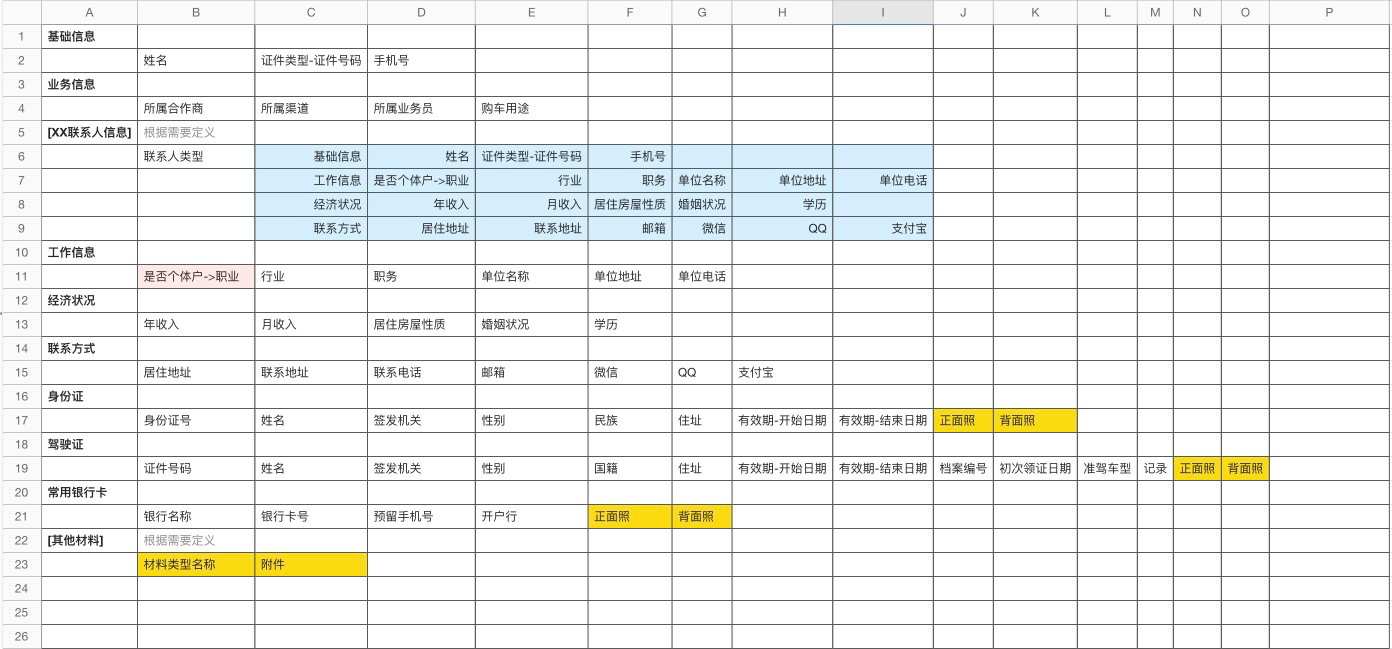 A B C D E F G H I J K L M N O P
1 基础信息
2 姓名 证件类型-证件号码 手机号
3 业务信息
4 所属合作商 所属渠道 所属业务员 购车用途
5 [XX联系人信息] 根据需要定义
6 联系人类型 基础信息 姓名 证件类型-证件号码 手机号
7 工作信息 是否个体户->职业 行业 职务 单位名称 单位地址 单位电话
8 经济状况 年收入 月收入 居住房屋性质 婚姻状况 学历
9 联系方式 居住地址 联系地址 邮箱 微信 QQ 支付宝
10 工作信息
11 是否个体户->职业 行业 职务 单位名称 单位地址 单位电话
12 经济状况
13 年收入 月收入 居住房屋性质 婚姻状况 学历
14 联系方式
15 居住地址 联系地址 联系电话 邮箱 微信 QQ 支付宝
16 身份证
17 身份证号 姓名 签发机关 性别 民族 住址 有效期-开始日期 有效期-结束日期 正面照 背面照
18 驾驶证
19 证件号码 姓名 签发机关 性别 国籍 住址 有效期-开始日期 有效期-结束日期 档案编号 初次领证日期 准驾车型 记录 正面照 背面照
20 常用银行卡
21 银行名称 银行卡号 预留手机号 开户行 正面照 背面照
22 [其他材料] 根据需要定义
23 材料类型名称 附件
24
25
26